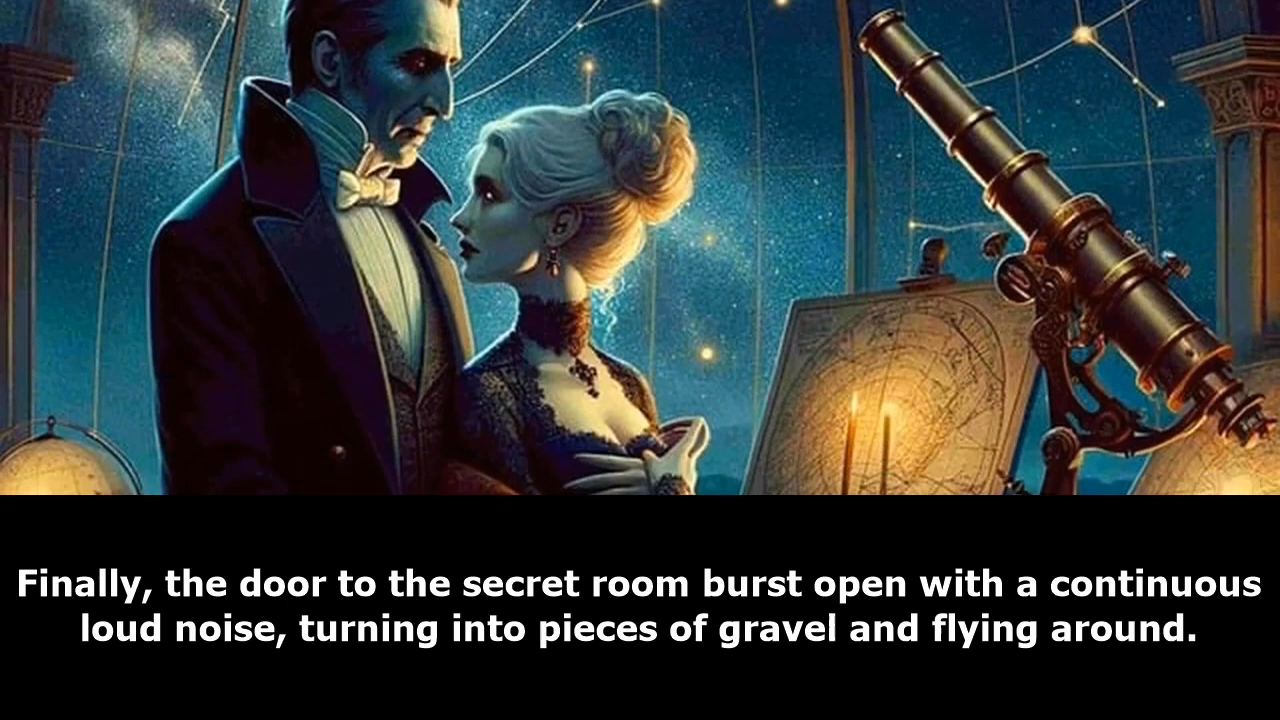 Finally, the door to the secret room burst open with a continuous
loud noise, turning into pieces of gravel and flying around.